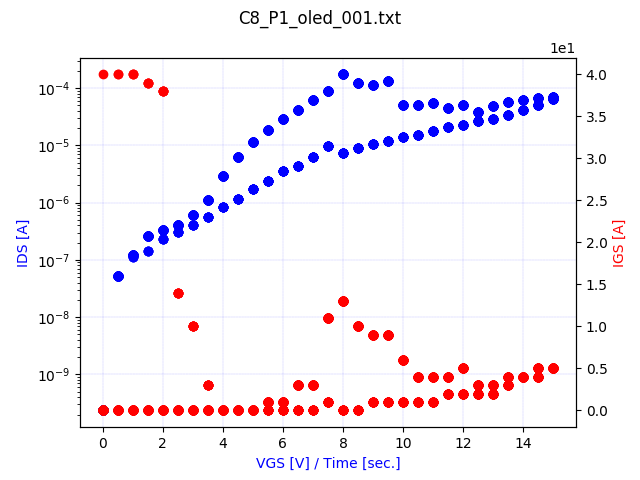 C8_P1_oled_001.txt
1e1
10⁻⁴
10⁻⁵
10⁻⁶
10⁻⁷
10⁻⁸
10⁻⁹
IDS [A]
4.0
3.5
3.0
2.5
2.0
1.5
1.0
0.5
0.0
IGS [A]
0 2 4 6 8 10 12 14
VGS [V] / Time [sec.]